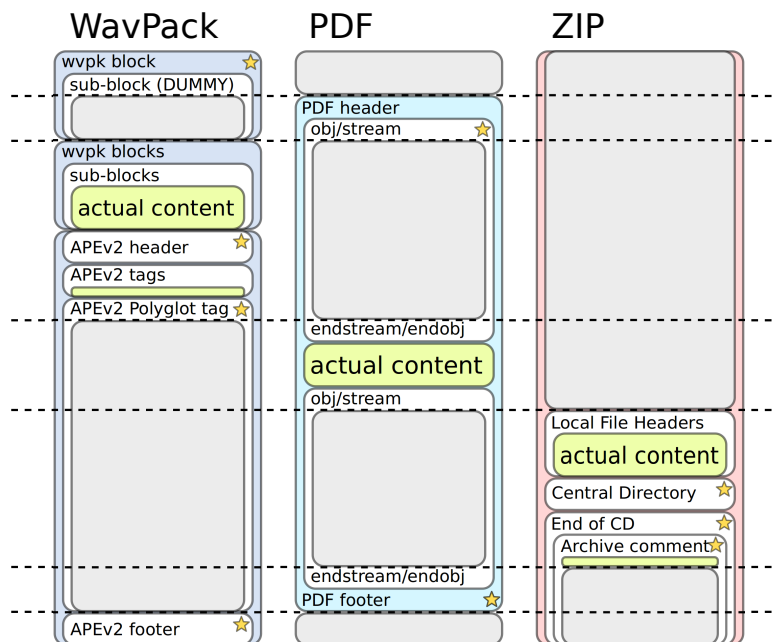 WavPack
wvpk block
sub-block (DUMMY)
wvpk blocks
sub-blocks
actual content
APEv2 header
APEv2 tags
APEv2 Polyglot tag
APEv2 footer
PDF
PDF header
obj/stream
endstream/endobj
actual content
obj/stream
endstream/endobj
PDF footer
ZIP
Local File Headers
actual content
Central Directory
End of CD
Archive comment